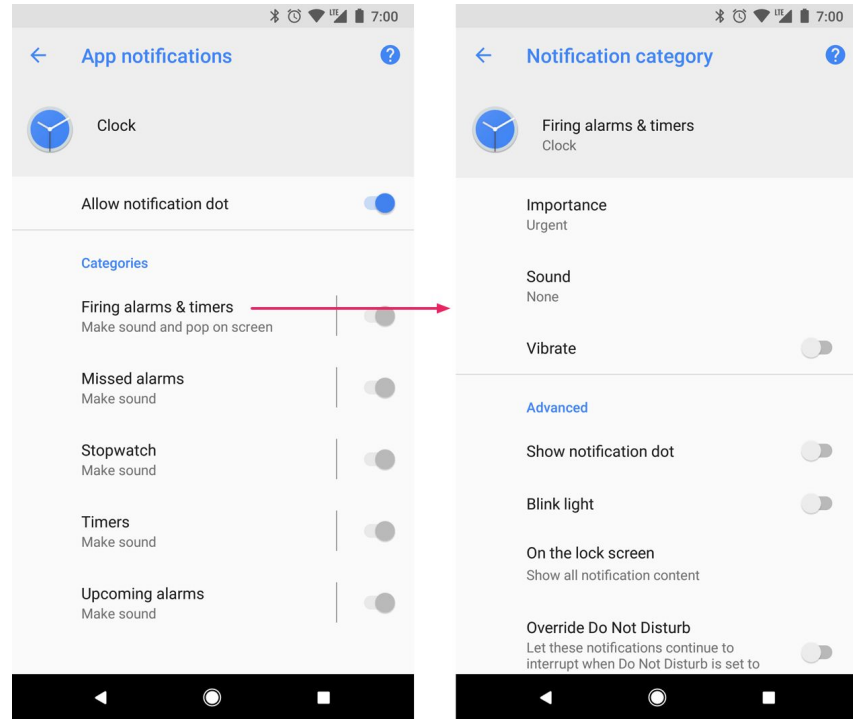 LTE 7:00
App notifications
Clock
Allow notification dot
Categories
Firing alarms & timers
Make sound and pop on screen
Missed alarms
Make sound
Stopwatch
Make sound
Timers
Make sound
Upcoming alarms
Make sound
LTE 7:00
Notification category
Firing alarms & timers
Clock
Importance
Urgent
Sound
None
Vibrate
Advanced
Show notification dot
Blink light
On the lock screen
Show all notification content
Override Do Not Disturb
Let these notifications continue to
interrupt when Do Not Disturb is set to